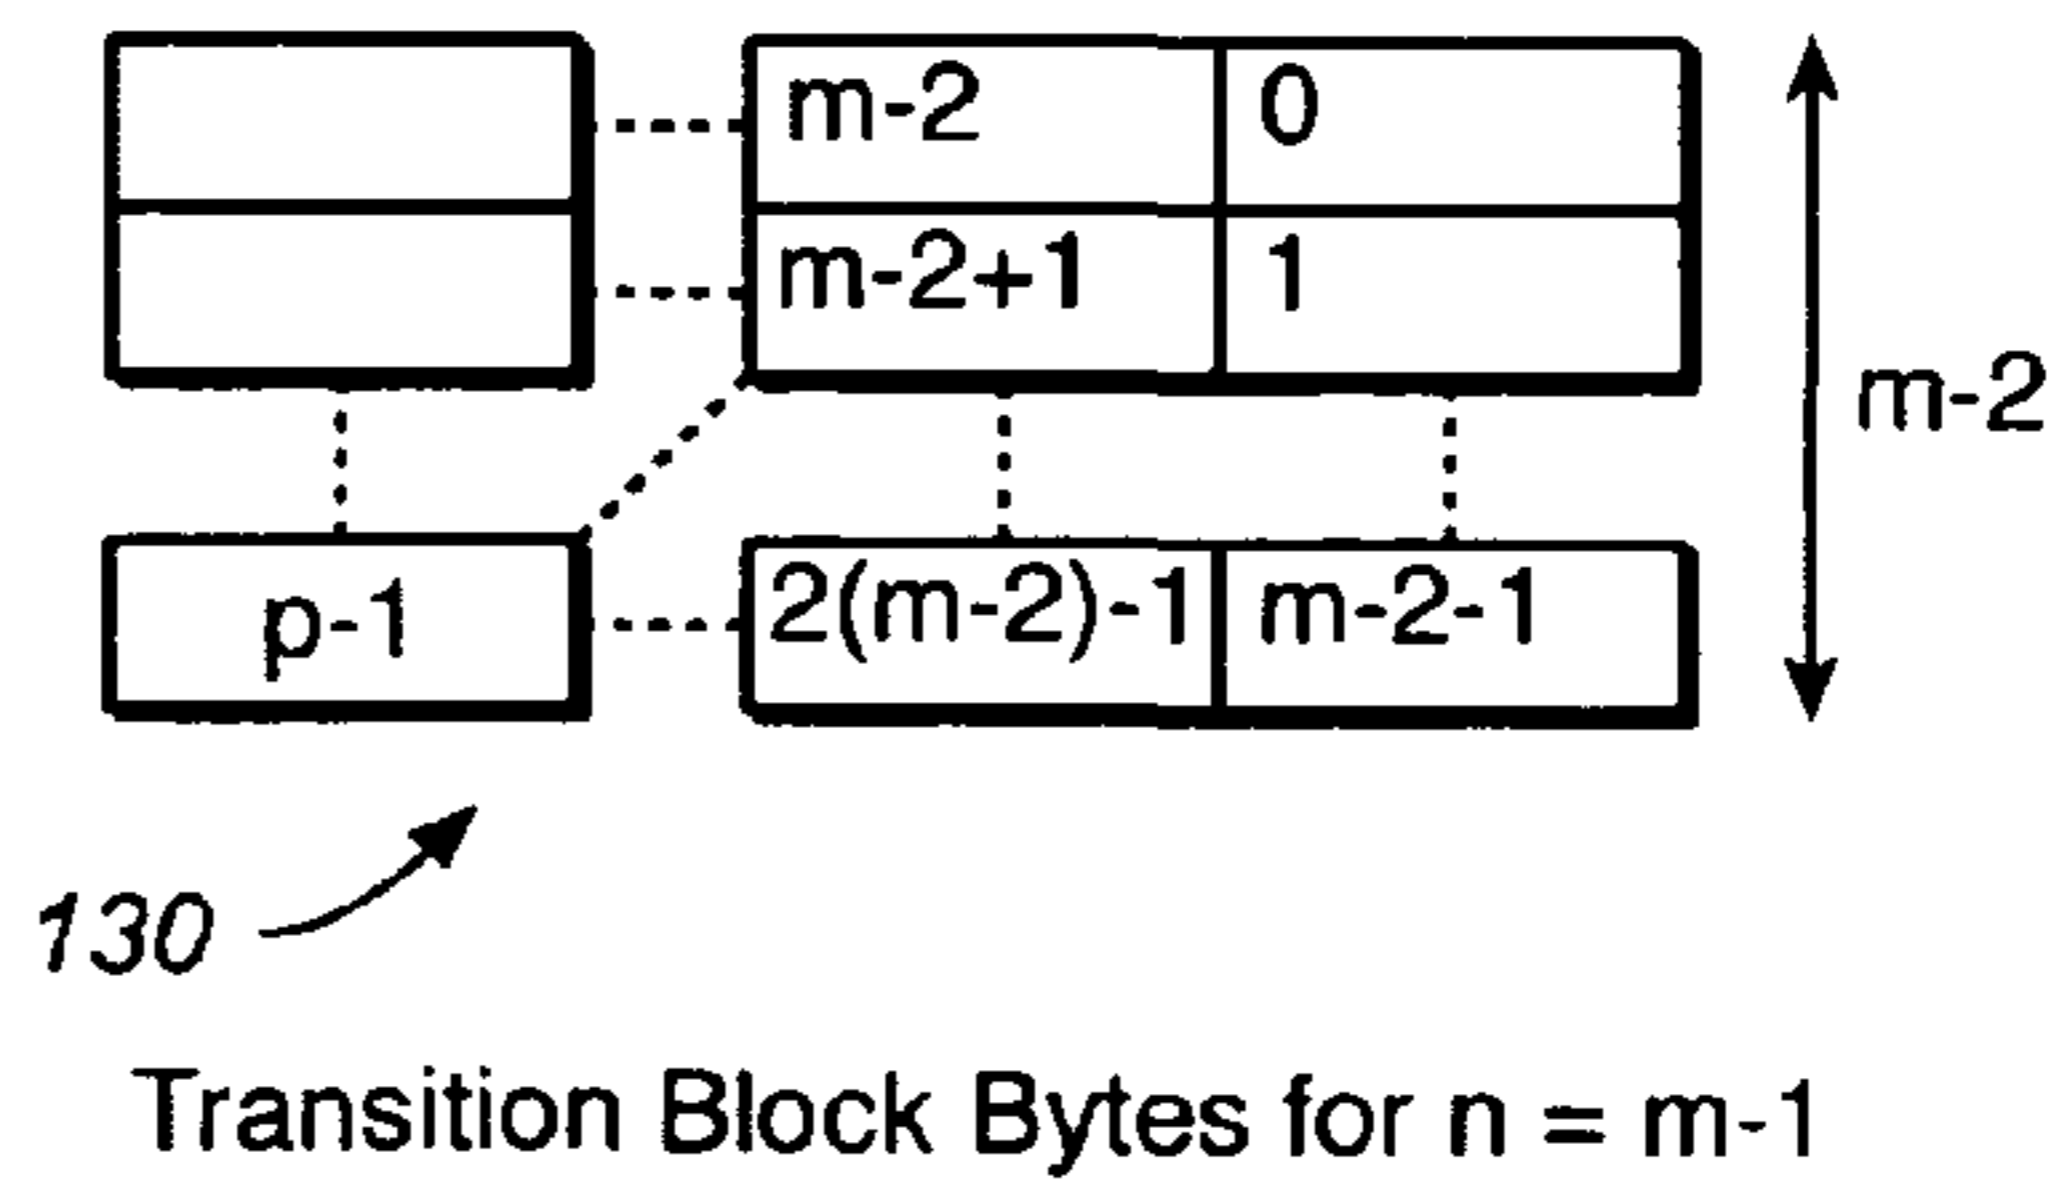 m-2 0
m-2+1 1
m-2
p-1 2(m-2)-1 m-2-1
130
Transition Block Bytes for n = m-1